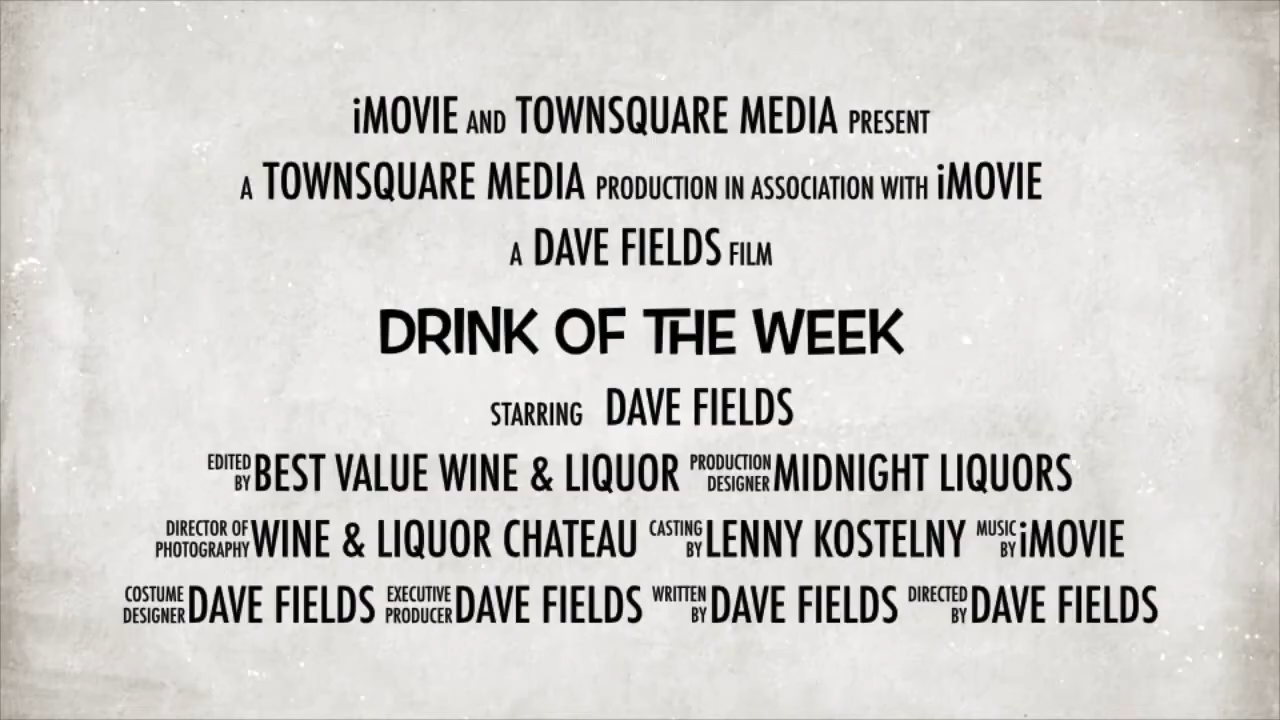 iMOVIE AND TOWNSQUARE MEDIA PRESENT
A TOWNSQUARE MEDIA PRODUCTION IN ASSOCIATION WITH iMOVIE
A DAVE FIELDS FILM
DRINK OF THE WEEK
STARRING DAVE FIELDS
EDITED BY BEST VALUE WINE & LIQUOR PRODUCTION DESIGNER MIDNIGHT LIQUORS
DIRECTOR OF PHOTOGRAPHY WINE & LIQUOR CHATEAU CASTING BY LENNY KOSTELNY MUSIC BY iMOVIE
COSTUME DESIGNER DAVE FIELDS EXECUTIVE PRODUCER DAVE FIELDS WRITTEN BY DAVE FIELDS DIRECTED BY DAVE FIELDS